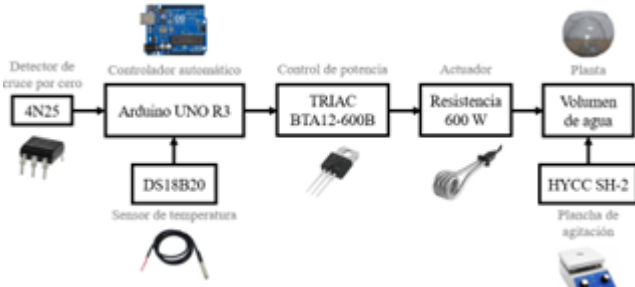 Detector de
cruce por cero
4N25
Controlador automático
Arduino UNO R3
DS18B20
Sensor de temperatura
Control de potencia
TRIAC
BTA12-600B
Actuador
Resistencia
600 W
Planta
Volumen
de agua
HYCC SH-2
Plancha de
agitación